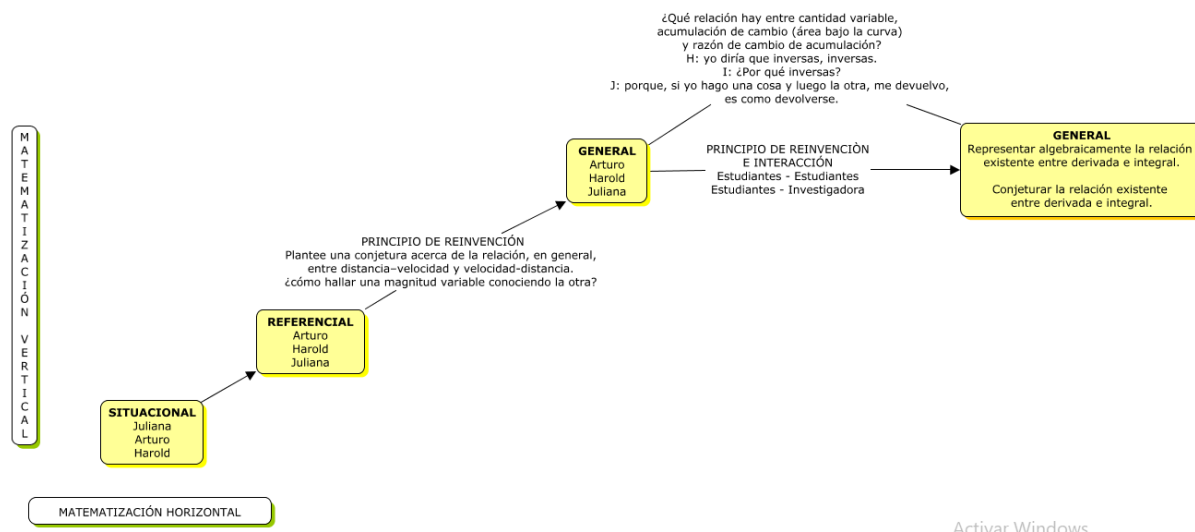 ¿Qué relación hay entre cantidad variable,
acumulación de cambio (área bajo la curva)
y razón de cambio de acumulación?
H: yo diría que inversas, inversas.
I: ¿Por qué inversas?
J: porque, si yo hago una cosa y luego la otra, me devuelvo,
es como devolverse.
MATEMATIZACIÓN VERTICAL
GENERAL
Arturo
Harold
Juliana
PRINCIPIO DE REINVENCIÒN
E INTERACCIÓN
Estudiantes - Estudiantes
Estudiantes - Investigadora
GENERAL
Representar algebraicamente la relación
existente entre derivada e integral.
Conjeturar la relación existente
entre derivada e integral.
PRINCIPIO DE REINVENCIÓN
Plantee una conjetura acerca de la relación, en general,
entre distancia–velocidad y velocidad-distancia.
¿cómo hallar una magnitud variable conociendo la otra?
REFERENCIAL
Arturo
Harold
Juliana
SITUACIONAL
Juliana
Arturo
Harold
MATEMATIZACIÓN HORIZONTAL
Activar Windows